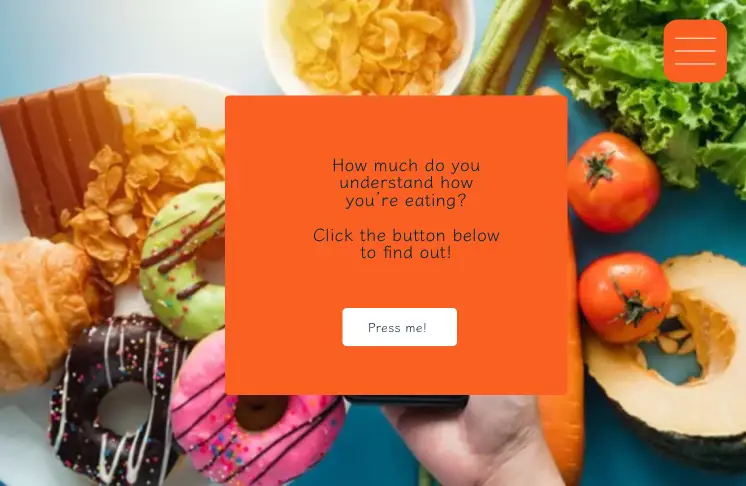 How much do you
understand how
you're eating?
Click the button below
to find out!
Press me!